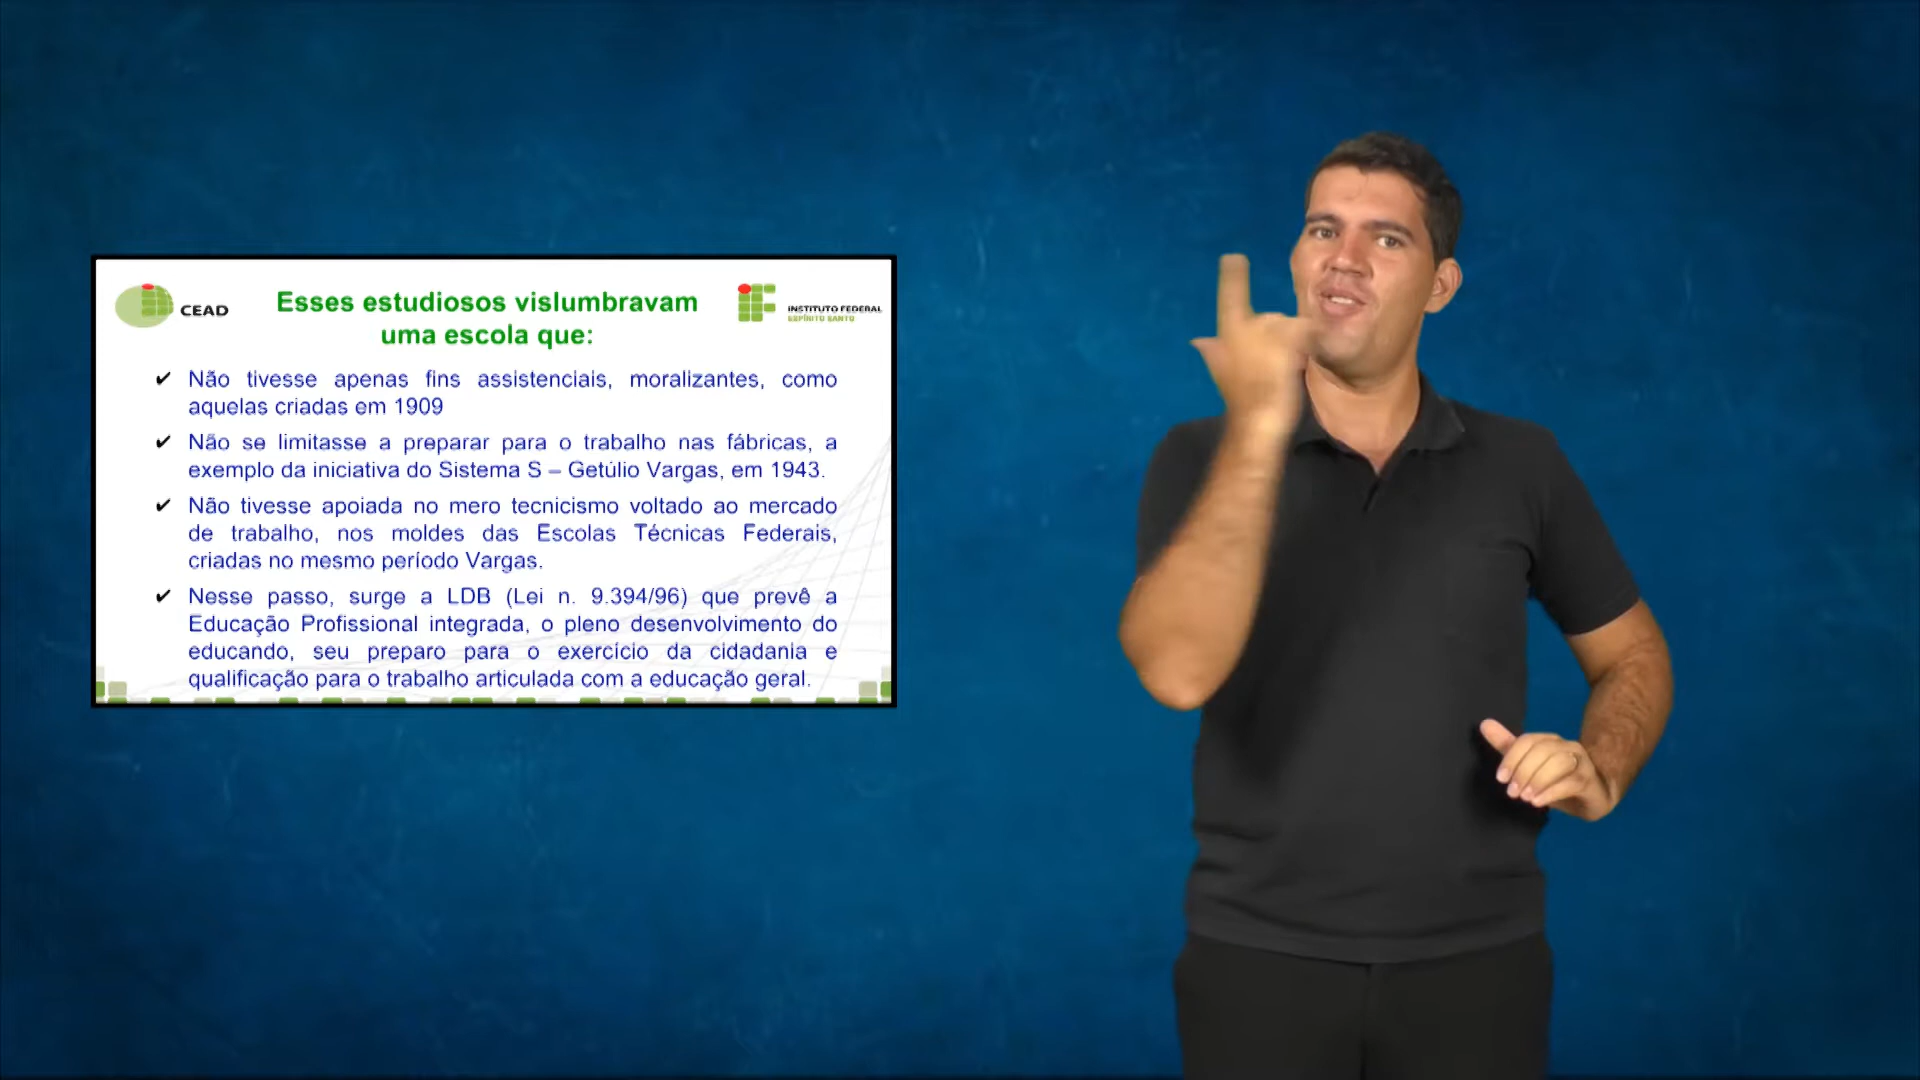 CEAD
Esses estudiosos vislumbravam
uma escola que:
INSTITUTO FEDERAL
ESPÍRITO SANTO
✔ Não tivesse apenas fins assistenciais, moralizantes, como
aquelas criadas em 1909
✔ Não se limitasse a preparar para o trabalho nas fábricas, a
exemplo da iniciativa do Sistema S – Getúlio Vargas, em 1943.
✔ Não tivesse apoiada no mero tecnicismo voltado ao mercado
de trabalho, nos moldes das Escolas Técnicas Federais,
criadas no mesmo período Vargas.
✔ Nesse passo, surge a LDB (Lei n. 9.394/96) que prevê a
Educação Profissional integrada, o pleno desenvolvimento do
educando, seu preparo para o exercício da cidadania e
qualificação para o trabalho articulada com a educação geral.